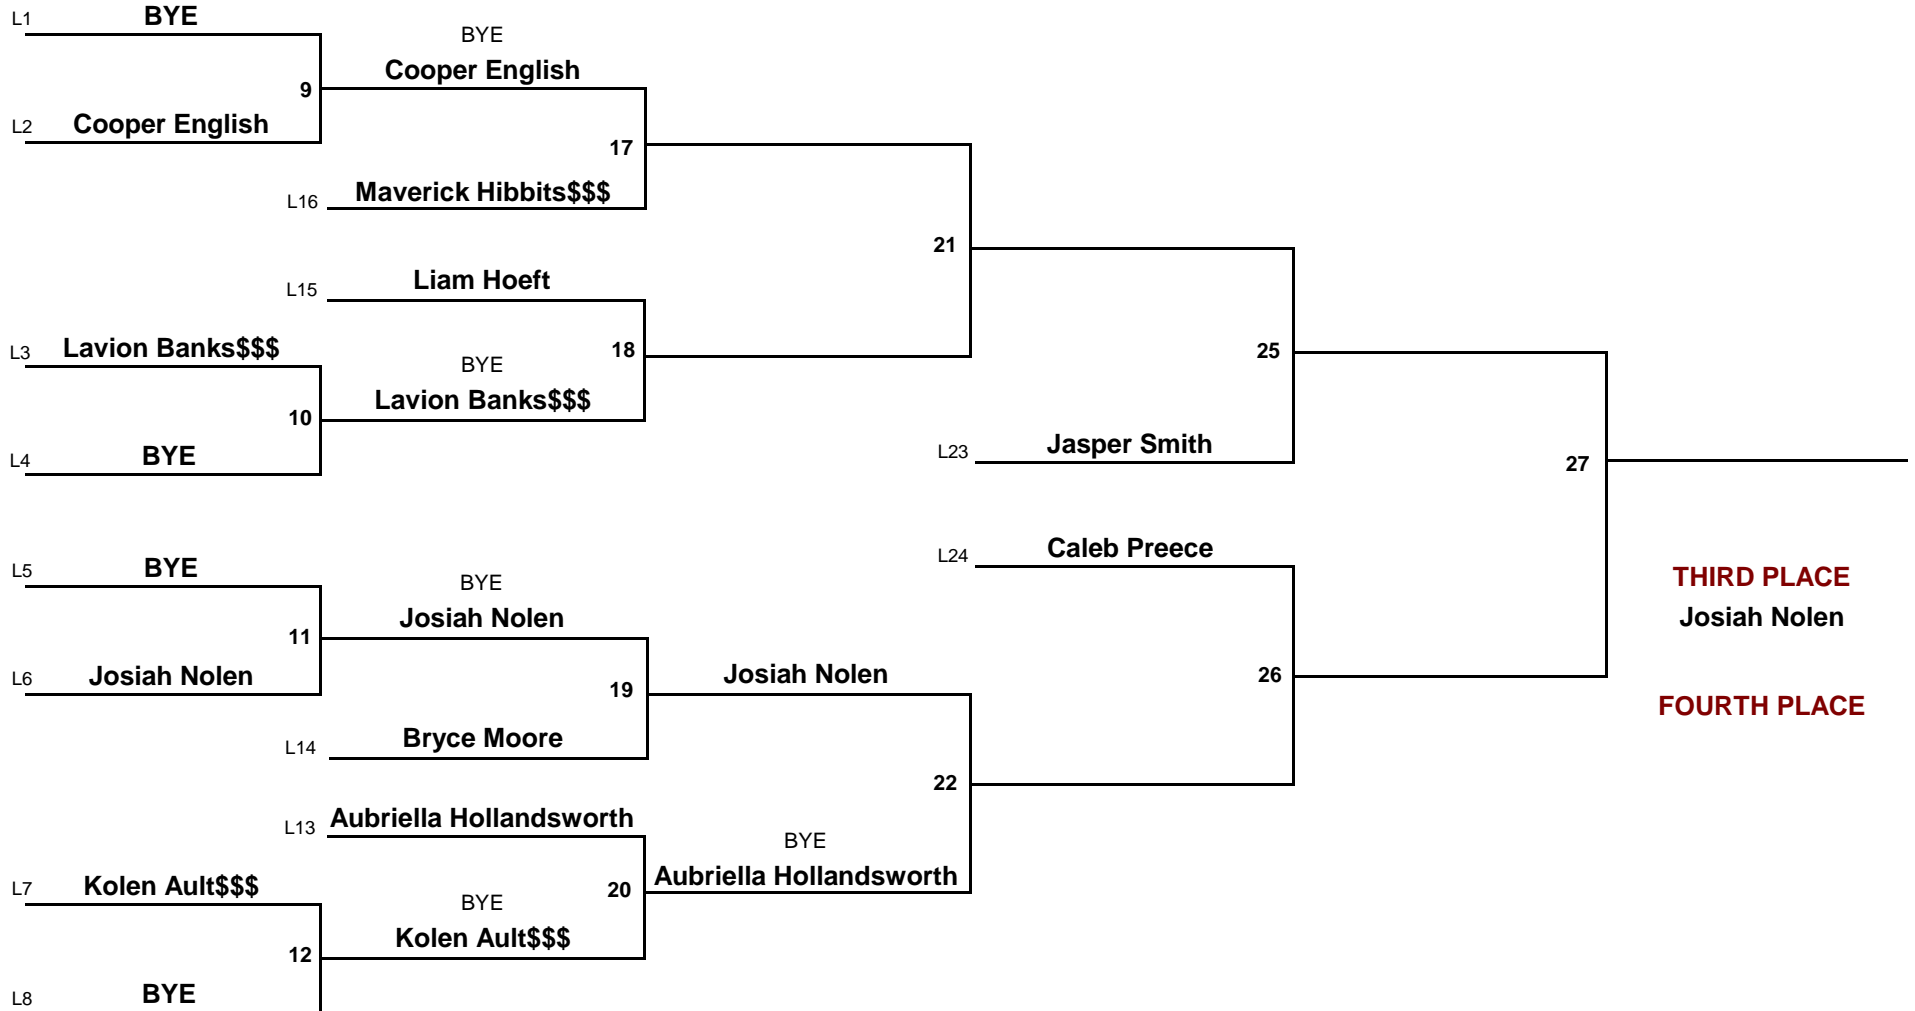 L1 BYE
BYE
Cooper English
9
L2 Cooper English
17
L16 Maverick Hibbits$$$
21
L15 Liam Hoeft
L3 Lavion Banks$$$
18
25
BYE
Lavion Banks$$$
10
L4 BYE
L23 Jasper Smith
27
L24 Caleb Preece
L5 BYE
BYE
Josiah Nolen
THIRD PLACE
Josiah Nolen
11
L6 Josiah Nolen
19
Josiah Nolen
26
FOURTH PLACE
L14 Bryce Moore
22
L13 Aubriella Hollandsworth
BYE
Aubriella Hollandsworth
L7 Kolen Ault$$$
20
BYE
Kolen Ault$$$
12
L8 BYE